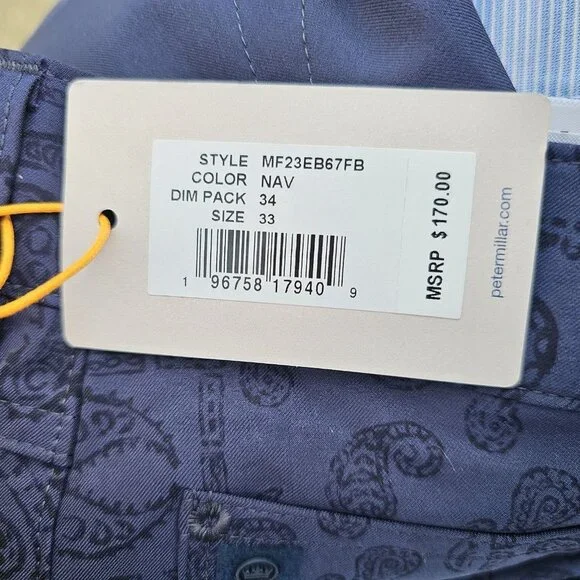 STYLE MF23EB67FB
COLOR NAV
DIM PACK 34
SIZE 33
1 96758 17940 9
MSRP $170.00
petermillar.com